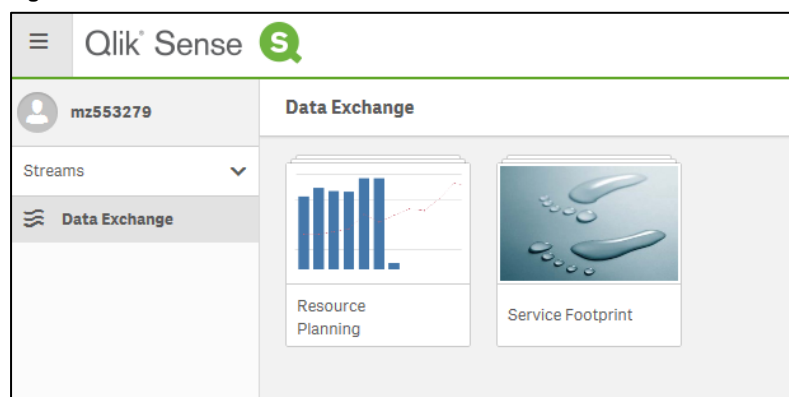 Qlik Sense
mz553279
Data Exchange
Streams
Data Exchange
Resource
Planning
Service Footprint